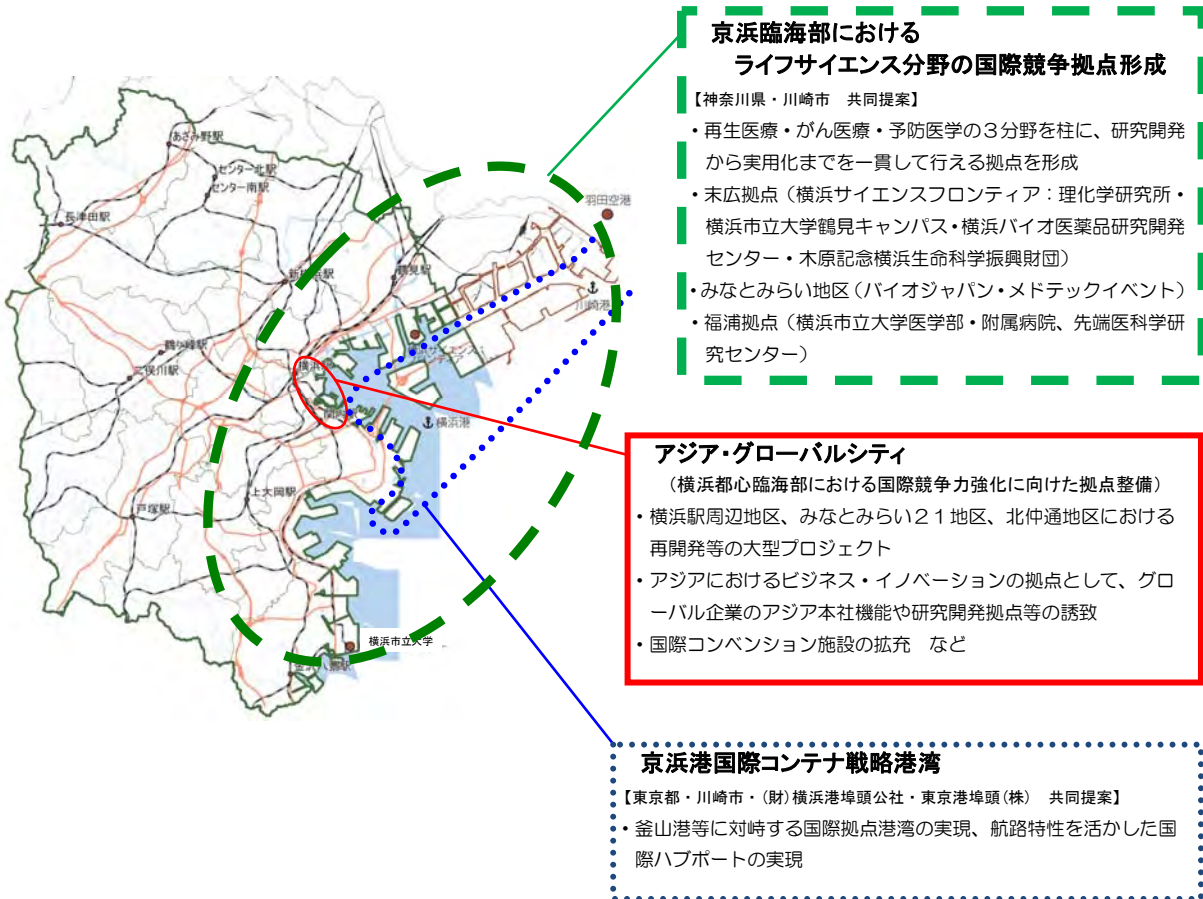 京浜臨海部における
ライフサイエンス分野の国際競争拠点形成
【神奈川県・川崎市 共同提案】
・再生医療・がん医療・予防医学の3分野を柱に、研究開発
から実用化までを一貫して行える拠点を形成
・末広拠点（横浜サイエンスフロンティア：理化学研究所・
横浜市立大学鶴見キャンパス・横浜バイオ医薬品研究開発
センター・木原記念横浜生命科学振興財団）
・みなとみらい地区（バイオジャパン・メドテックイベント）
・福浦拠点（横浜市立大学医学部・附属病院、先端医科学研
究センター）
アジア・グローバルシティ
（横浜都心臨海部における国際競争力強化に向けた拠点整備）
・横浜駅周辺地区、みなとみらい２１地区、北仲通地区における
再開発等の大型プロジェクト
・アジアにおけるビジネス・イノベーションの拠点として、グロ
ーバル企業のアジア本社機能や研究開発拠点等の誘致
・国際コンベンション施設の拡充　など
京浜港国際コンテナ戦略港湾
【東京都・川崎市・(財)横浜港埠頭公社・東京港埠頭(株) 共同提案】
・釜山港等に対峙する国際拠点港湾の実現、航路特性を活かした国
際ハブポートの実現
あざみ野駅
センター北駅
センター南駅
長津田駅
羽田空港
鶴見駅
川崎港
鶴ヶ峰駅
二俣川駅
横浜港
上大岡駅
戸塚駅
横浜市立大学